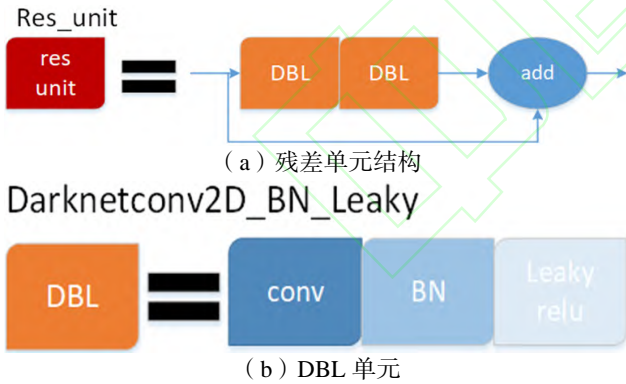 Res_unit
res
unit
DBL
DBL
add
（a）残差单元结构
Darknetconv2D_BN_Leaky
DBL
conv
BN
Leaky
relu
（b）DBL 单元